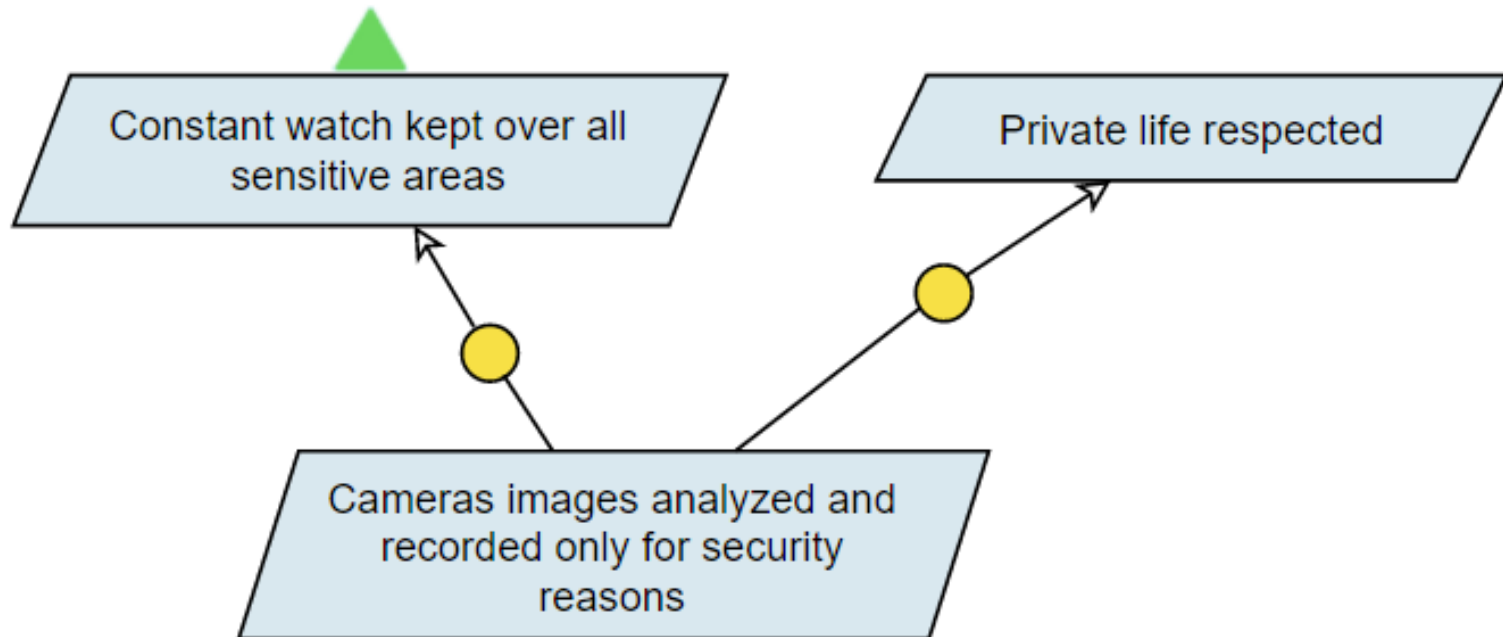 Constant watch kept over all
sensitive areas
Private life respected
Cameras images analyzed and
recorded only for security
reasons